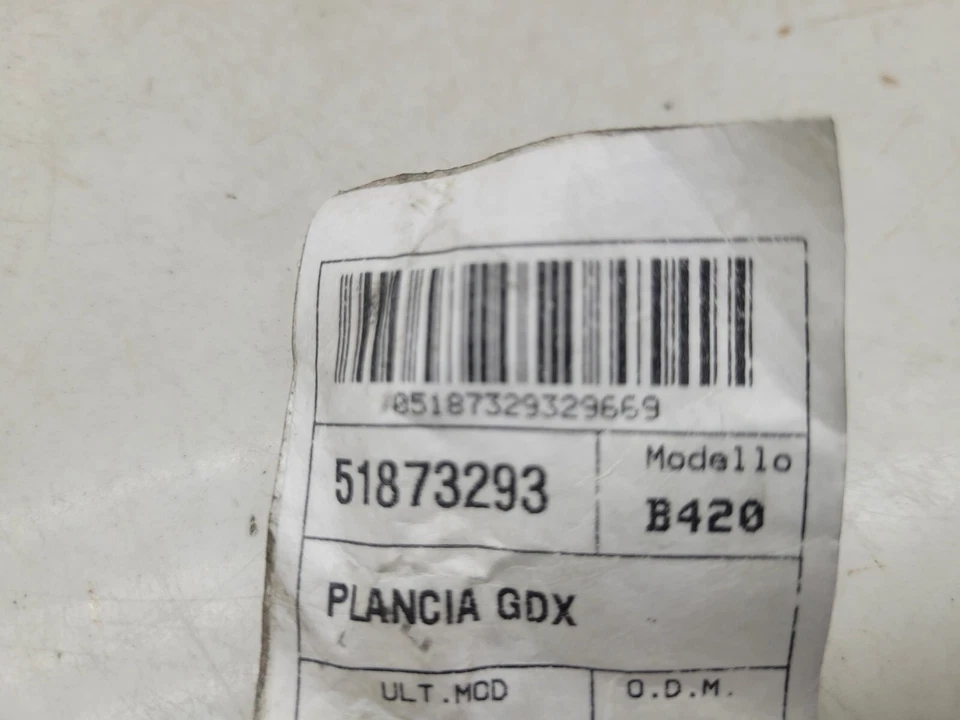 05187329329669
51873293
Modello
B420
PLANCIA GDX
ULT.MOD
O.D.M.